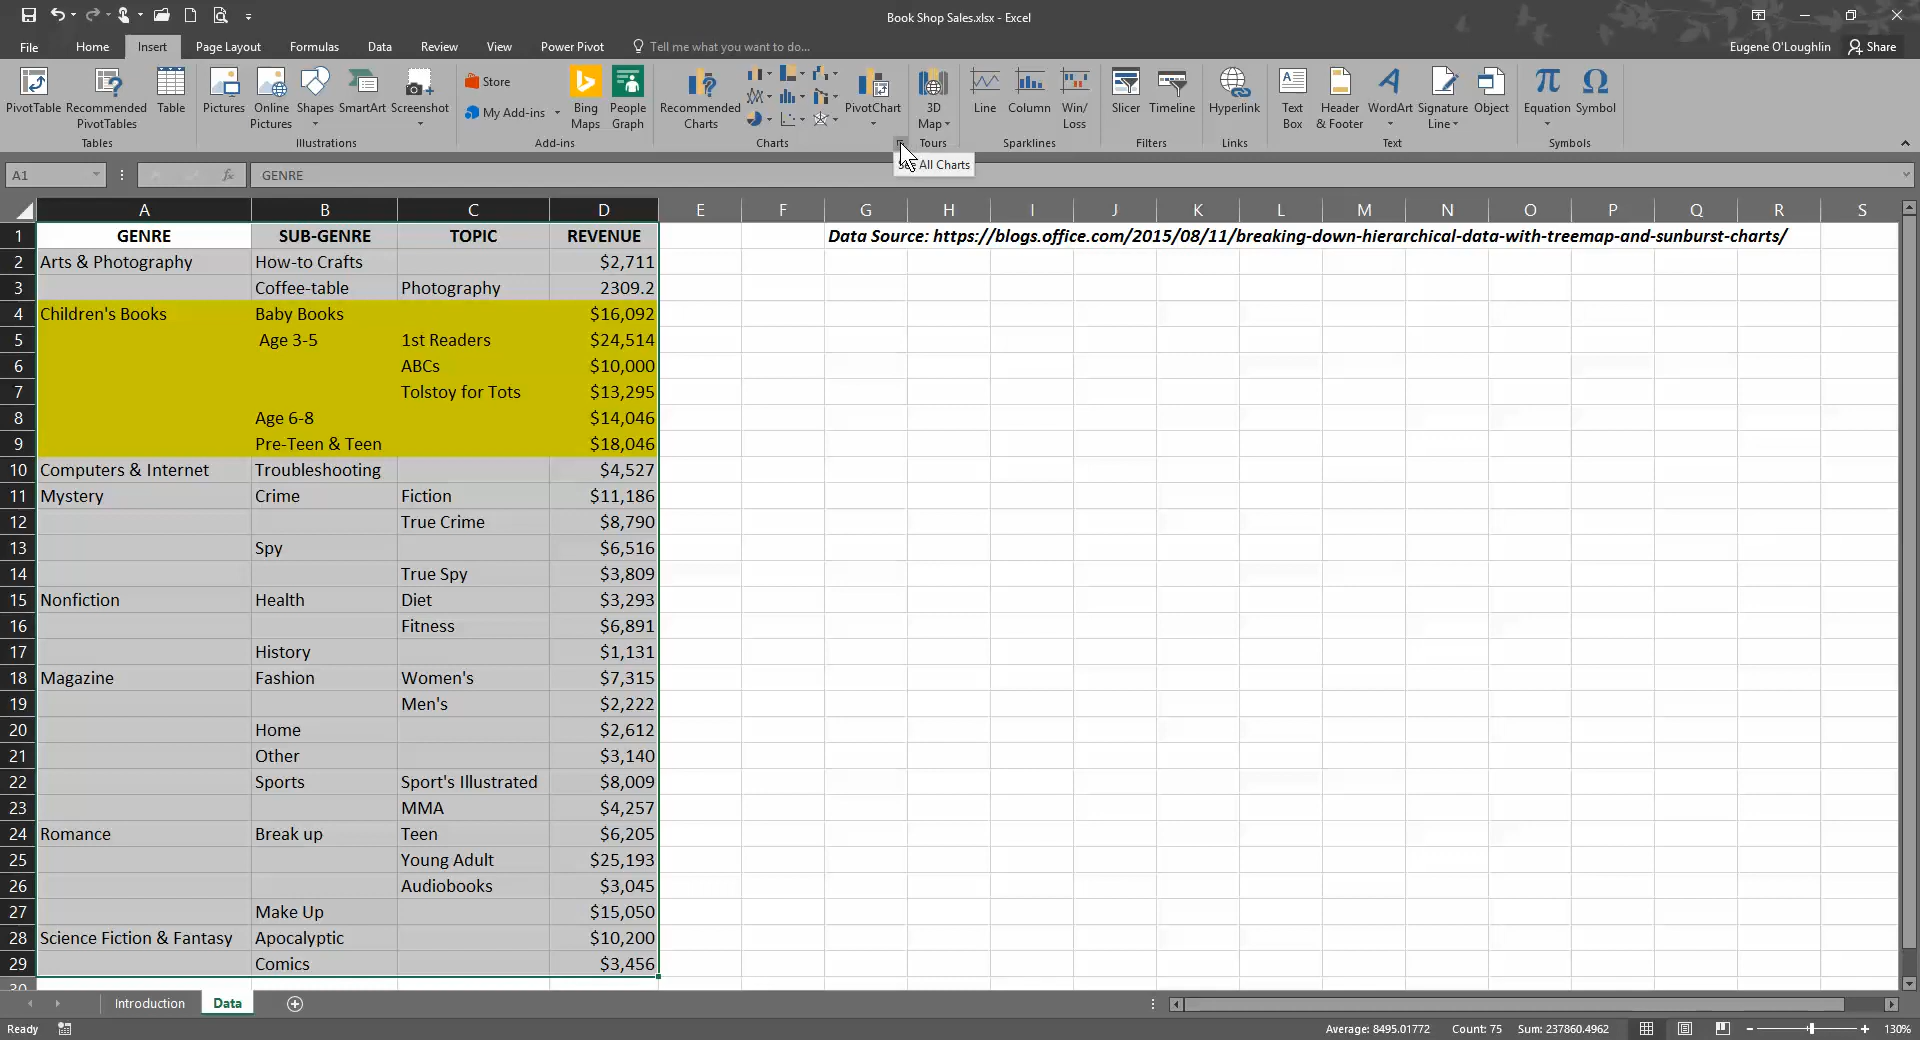 Book Shop Sales.xlsx - Excel
File Home Insert Page Layout Formulas Data Review View Power Pivot Tell me what you want to do... Eugene O'Loughlin Share
PivotTable Recommended PivotTables Table Pictures Online Pictures Shapes SmartArt Screenshot Store My Add-ins Bing Maps People Graph Recommended Charts PivotChart 3D Map Line Column Win/Loss Slicer Timeline Hyperlink Text Box Header & Footer WordArt Signature Line Object Equation Symbol
Tables Illustrations Add-ins Charts Tours Sparklines Filters Links Text Symbols
All Charts
A1 fx GENRE
A B C D E F G H I J K L M N O P Q R S
1 GENRE SUB-GENRE TOPIC REVENUE Data Source: https://blogs.office.com/2015/08/11/breaking-down-hierarchical-data-with-treemap-and-sunburst-charts/
2 Arts & Photography How-to Crafts $2,711
3 Coffee-table Photography 2309.2
4 Children's Books Baby Books $16,092
5 Age 3-5 1st Readers $24,514
6 ABCs $10,000
7 Tolstoy for Tots $13,295
8 Age 6-8 $14,046
9 Pre-Teen & Teen $18,046
10 Computers & Internet Troubleshooting $4,527
11 Mystery Crime Fiction $11,186
12 True Crime $8,790
13 Spy $6,516
14 True Spy $3,809
15 Nonfiction Health Diet $3,293
16 Fitness $6,891
17 History $1,131
18 Magazine Fashion Women's $7,315
19 Men's $2,222
20 Home $2,612
21 Other $3,140
22 Sports Sport's Illustrated $8,009
23 MMA $4,257
24 Romance Break up Teen $6,205
25 Young Adult $25,193
26 Audiobooks $3,045
27 Make Up $15,050
28 Science Fiction & Fantasy Apocalyptic $10,200
29 Comics $3,456
Introduction Data
Ready Average: 8495.01772 Count: 75 Sum: 237860.4962 130%